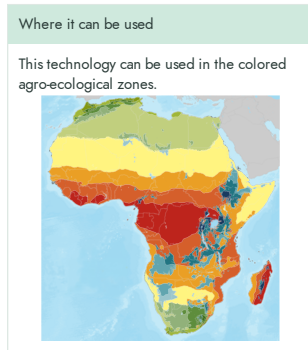 Where it can be used
This technology can be used in the colored
agro-ecological zones.